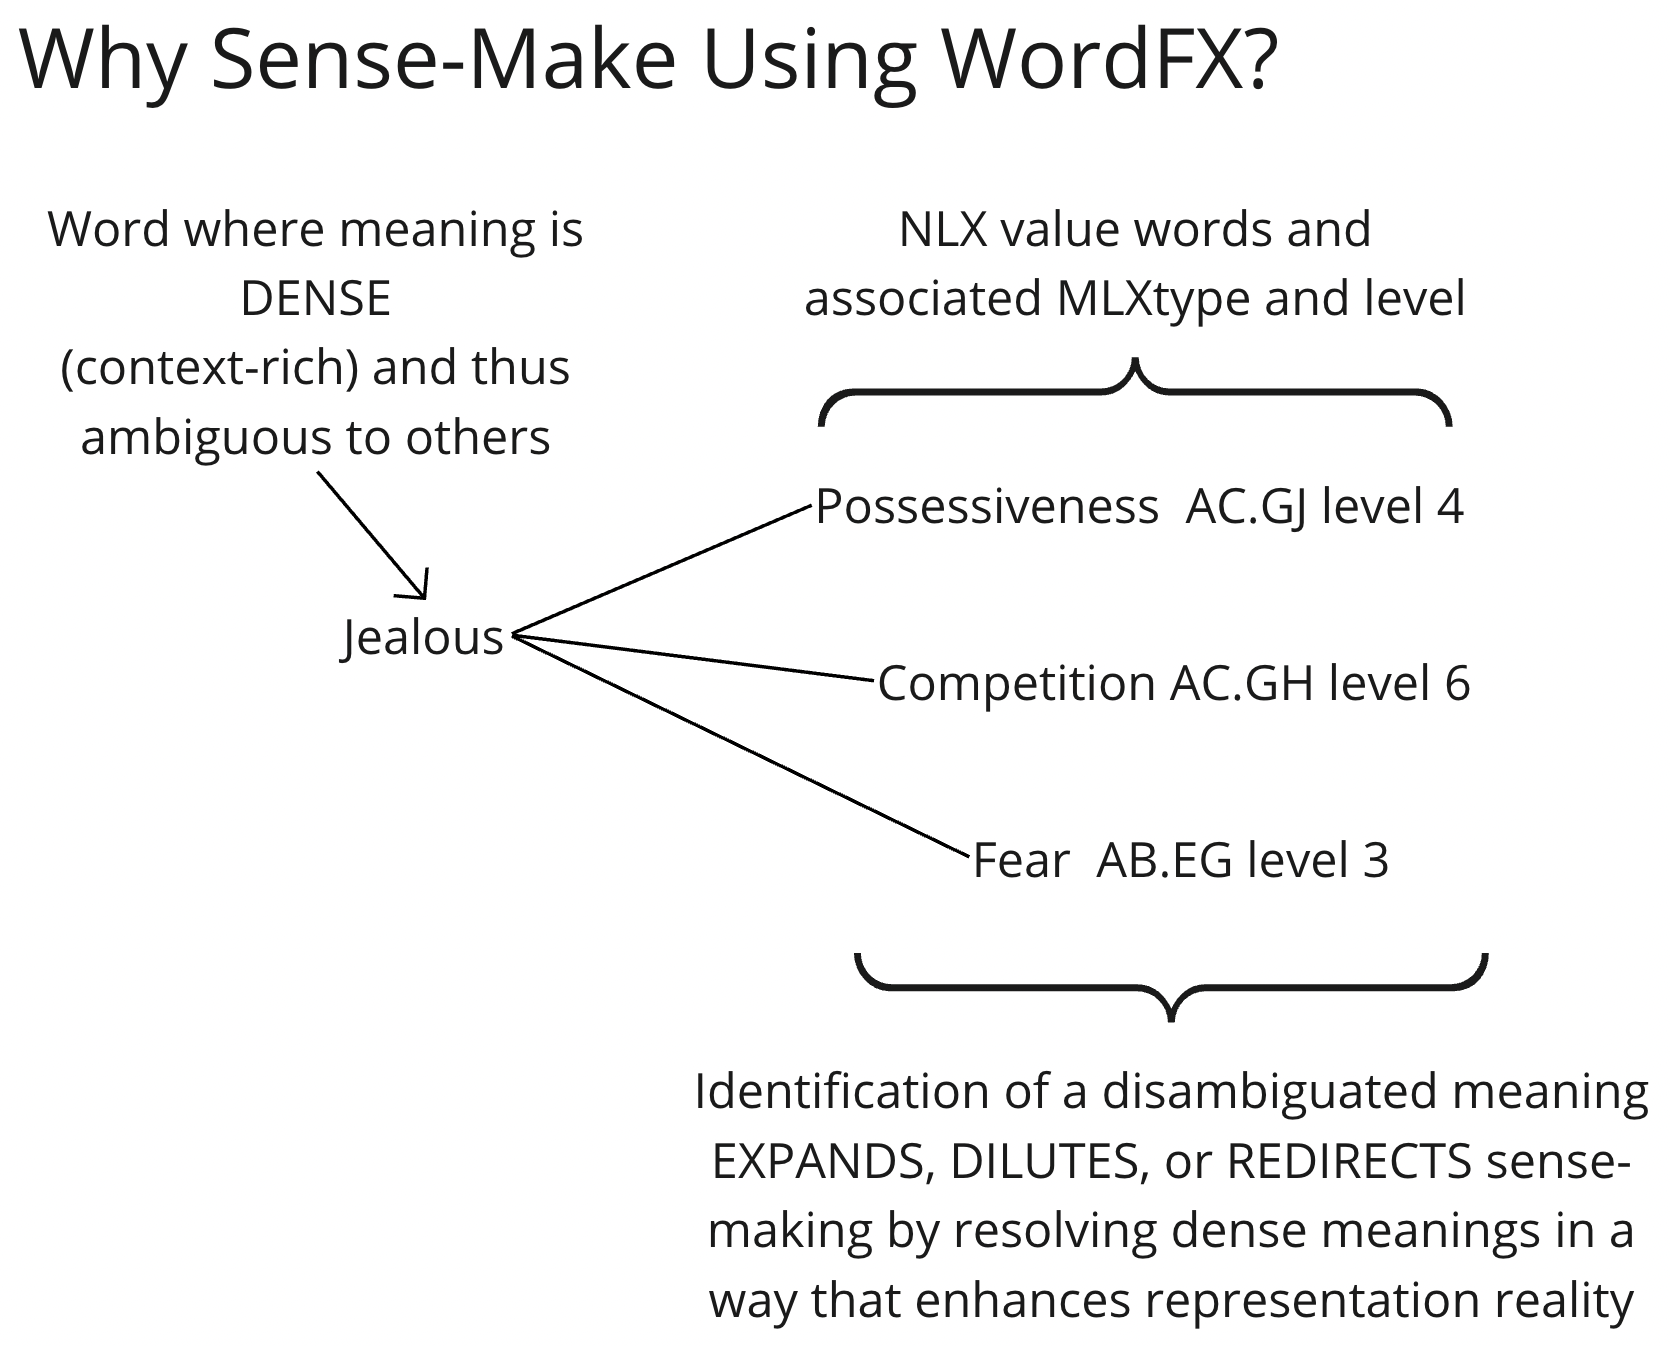 Why Sense-Make Using WordFX?
Word where meaning is
DENSE
(context-rich) and thus
ambiguous to others
NLX value words and
associated MLXtype and level
Jealous
Possessiveness  AC.GJ level 4
Competition AC.GH level 6
Fear  AB.EG level 3
Identification of a disambiguated meaning
EXPANDS, DILUTES, or REDIRECTS sense-
making by resolving dense meanings in a
way that enhances representation reality